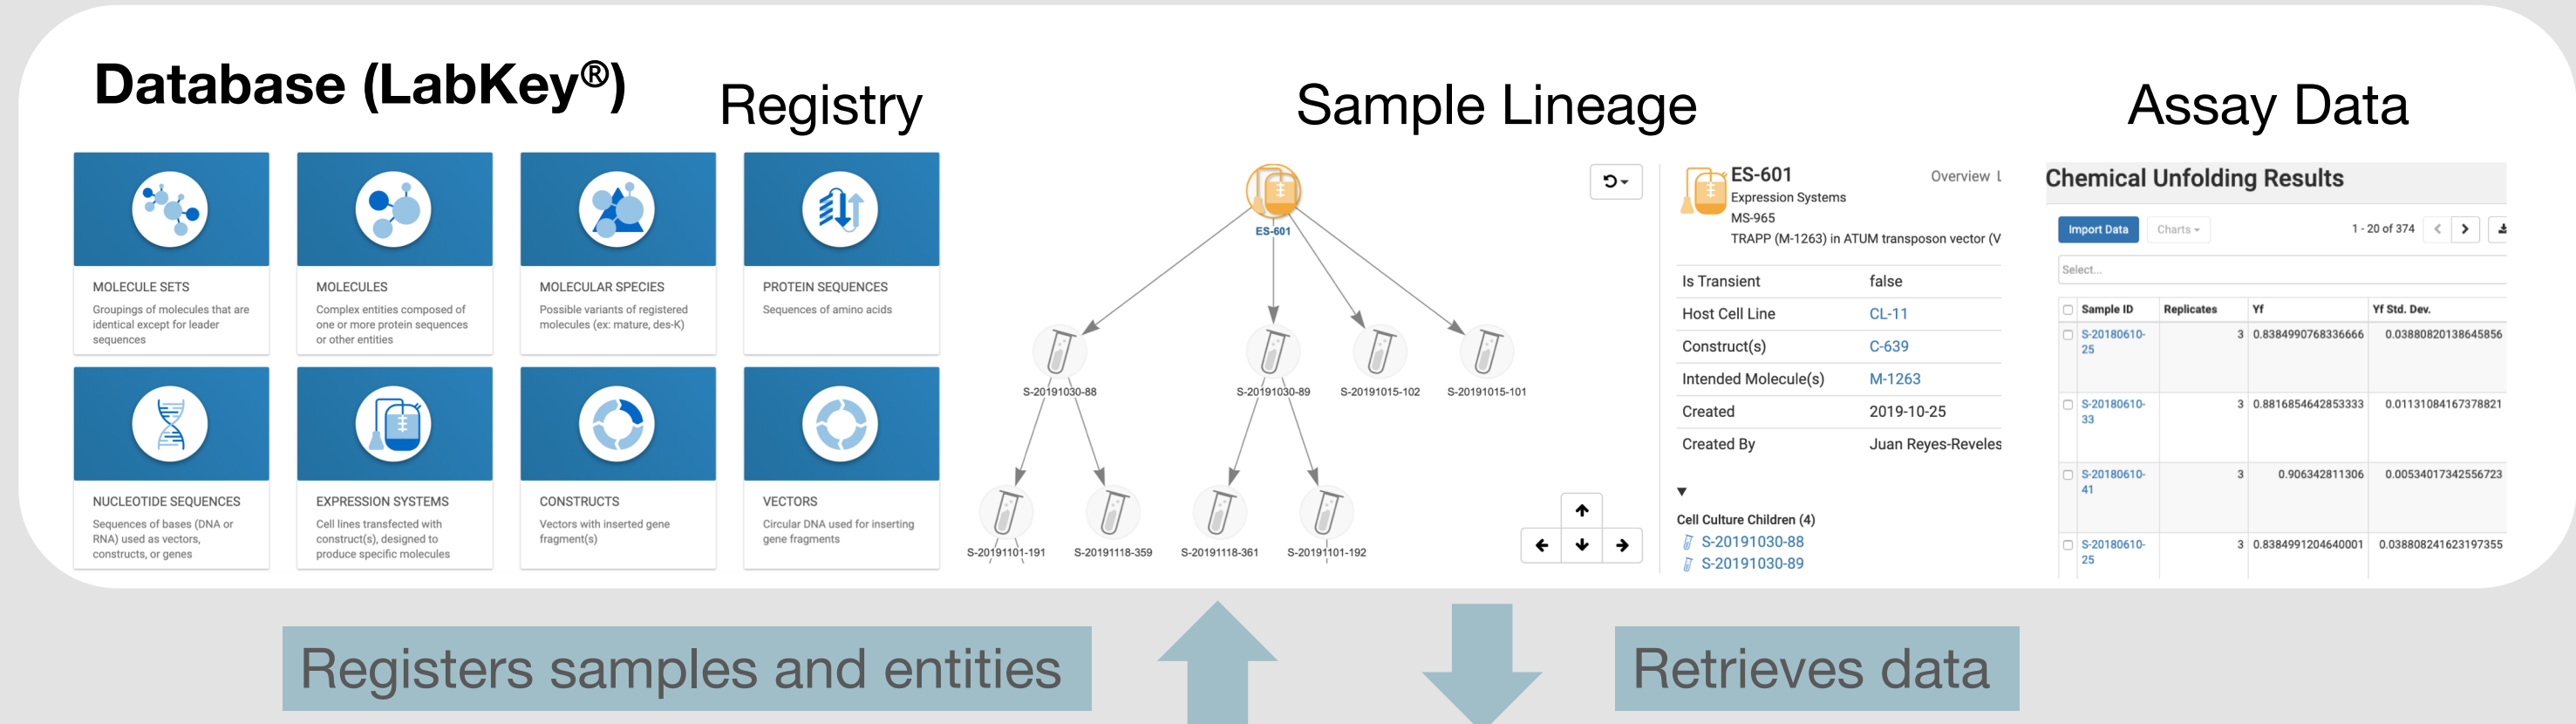 Database (LabKey®)
Registry
Sample Lineage
Assay Data
MOLECULE SETS
Groupings of molecules that are
identical except for leader
sequences
MOLECULES
Complex entities composed of
one or more protein sequences
or other entities
MOLECULAR SPECIES
Possible variants of registered
molecules (ex: mature, des-K)
PROTEIN SEQUENCES
Sequences of amino acids
NUCLEOTIDE SEQUENCES
Sequences of bases (DNA or
RNA) used as vectors,
constructs, or genes
EXPRESSION SYSTEMS
Cell lines transfected with
construct(s), designed to
produce specific molecules
CONSTRUCTS
Vectors with inserted gene
fragment(s)
VECTORS
Circular DNA used for inserting
gene fragments
ES-601
S-20191030-88
S-20191030-89
S-20191015-102
S-20191015-101
S-20191101-191
S-20191118-359
S-20191118-361
S-20191101-192
ES-601
Overview L
Expression Systems
MS-965
TRAPP (M-1263) in ATUM transposon vector (V
Is Transient false
Host Cell Line CL-11
Construct(s) C-639
Intended Molecule(s) M-1263
Created 2019-10-25
Created By Juan Reyes-Reveles
Cell Culture Children (4)
S-20191030-88
S-20191030-89
Chemical Unfolding Results
Import Data Charts 1 - 20 of 374
Select...
Sample ID Replicates Yf Yf Std. Dev.
S-20180610- 3 0.8384990768336666 0.03880820138645856
25
S-20180610- 3 0.8816854642853333 0.01131084167378821
33
S-20180610- 3 0.906342811306 0.00534017342556723
41
S-20180610- 3 0.8384991204640001 0.038808241623197355
25
Registers samples and entities
Retrieves data